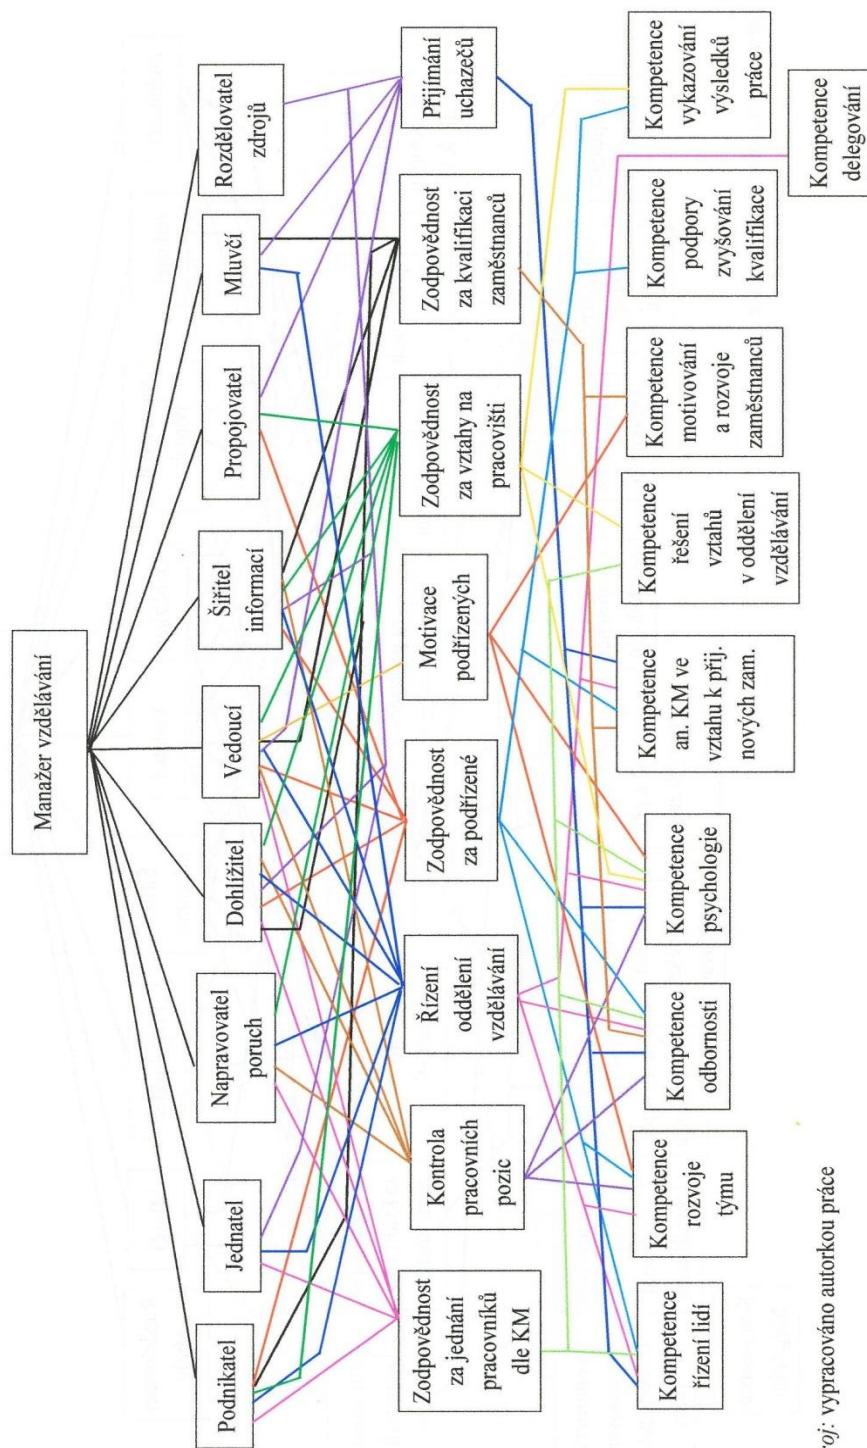 Manažer vzdělávání
Podnikatel
Jednatel
Napravovatel
poruch
Dohlížitel
Vedoucí
Šiřitel
informací
Propojovatel
Mluvčí
Rozdělovatel
zdrojů
Zodpovědnost
za jednání
pracovníků
dle KM
Kontrola
pracovních
pozic
Řízení
oddělení
vzdělávání
Zodpovědnost
za podřízené
Motivace
podřízených
Zodpovědnost
za vztahy na
pracovišti
Zodpovědnost
za kvalifikaci
zaměstnanců
Přijímání
uchazečů
Kompetence
řízení lidí
Kompetence
rozvoje
týmu
Kompetence
odbornosti
Kompetence
psychologie
Kompetence
an. KM ve
vztahu k přij.
nových zam.
Kompetence
řešení
vztahů
v oddělení
vzdělávání
Kompetence
motivování
a rozvoje
zaměstnanců
Kompetence
podpory
zvyšování
kvalifikace
Kompetence
vykazování
výsledků
práce
Kompetence
delegování
oj: vypracováno autorkou práce